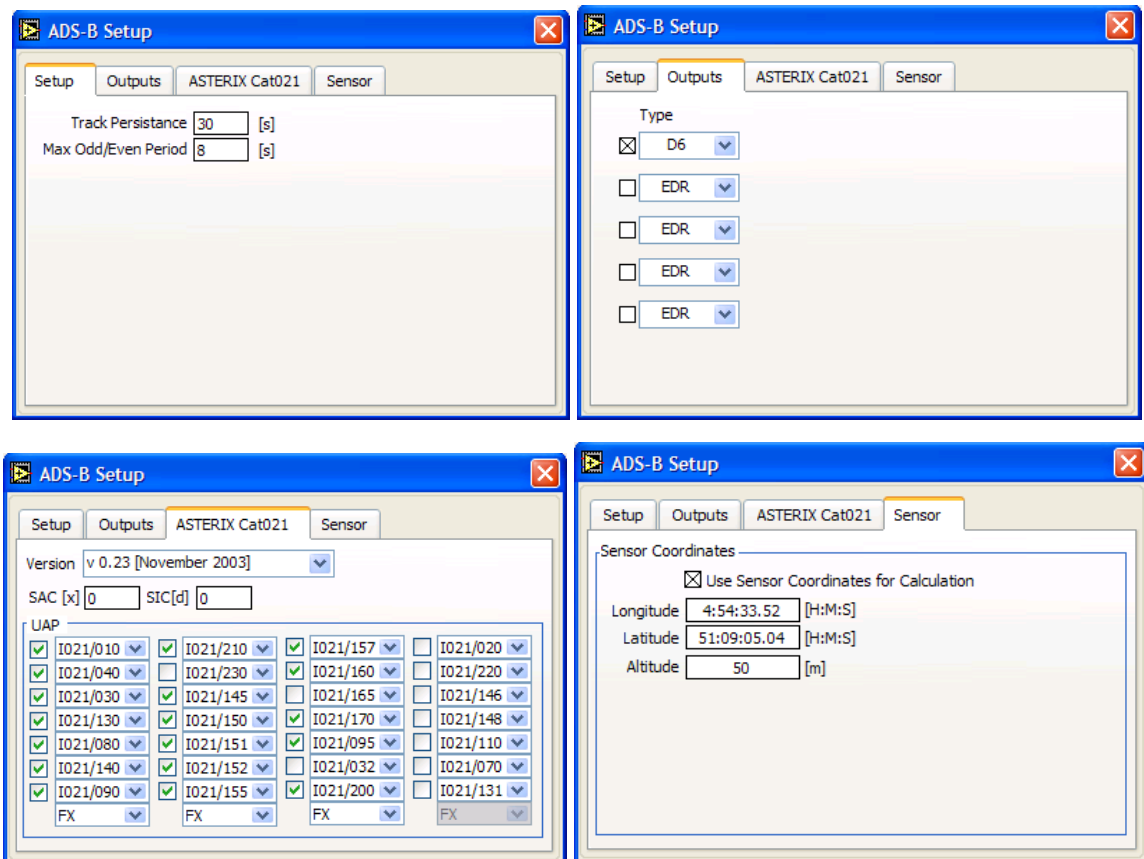 ADS-B Setup
Setup Outputs ASTERIX Cat021 Sensor
Track Persistance 30 [s]
Max Odd/Even Period 8 [s]
ADS-B Setup
Setup Outputs ASTERIX Cat021 Sensor
Type
D6
EDR
EDR
EDR
EDR
ADS-B Setup
Setup Outputs ASTERIX Cat021 Sensor
Version v 0.23 [November 2003]
SAC [x] 0 SIC[d] 0
UAP
I021/010 I021/210 I021/157 I021/020
I021/040 I021/230 I021/160 I021/220
I021/030 I021/145 I021/165 I021/146
I021/130 I021/150 I021/170 I021/148
I021/080 I021/151 I021/095 I021/110
I021/140 I021/152 I021/032 I021/070
I021/090 I021/155 I021/200 I021/131
FX FX FX FX
ADS-B Setup
Setup Outputs ASTERIX Cat021 Sensor
Sensor Coordinates
Use Sensor Coordinates for Calculation
Longitude 4:54:33.52 [H:M:S]
Latitude 51:09:05.04 [H:M:S]
Altitude 50 [m]